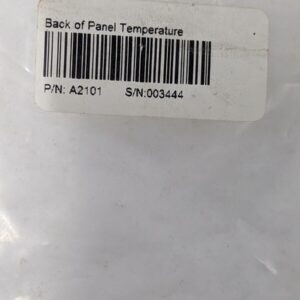 Back of Panel Temperature
P/N: A2101 S/N:003444